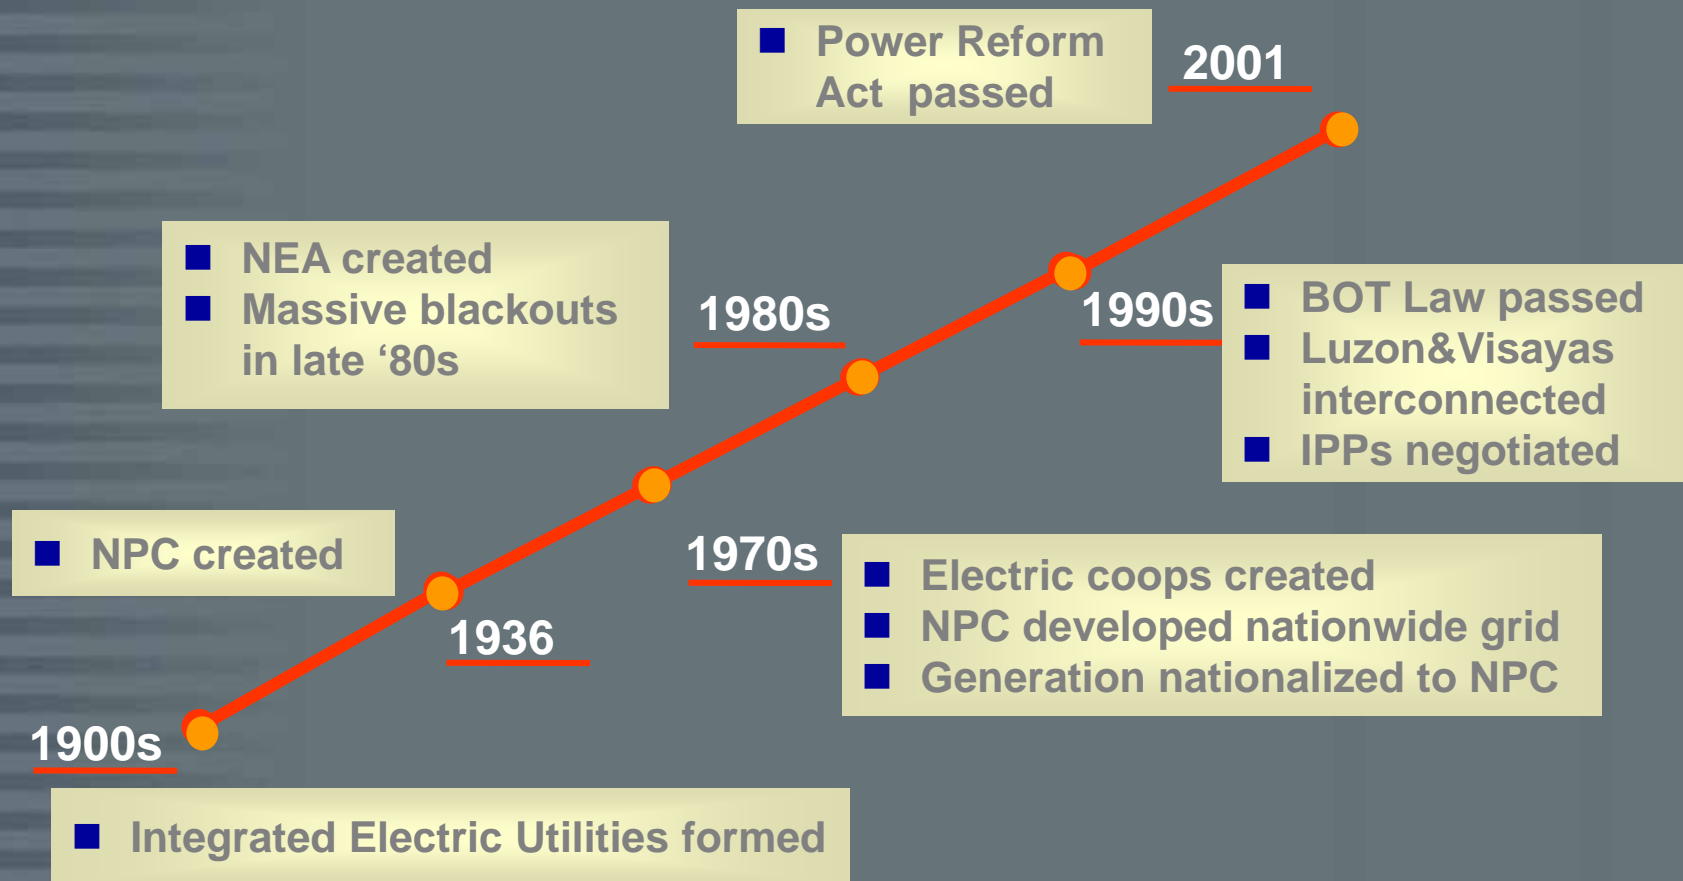 Power Reform
Act passed
2001
NEA created
Massive blackouts
in late ‘80s
1980s
1990s
BOT Law passed
Luzon&Visayas
interconnected
IPPs negotiated
NPC created
1936
1970s
Electric coops created
NPC developed nationwide grid
Generation nationalized to NPC
1900s
Integrated Electric Utilities formed